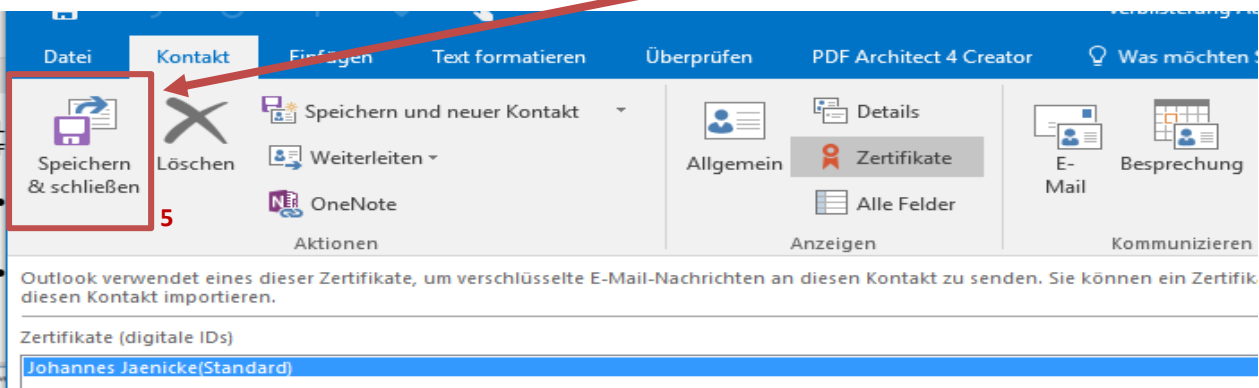 Datei Kontakt Einfügen Text formatieren Überprüfen PDF Architect 4 Creator Was möchten
Speichern & schließen
5
Löschen
Speichern und neuer Kontakt
Weiterleiten
OneNote
Aktionen
Allgemein
Details
Zertifikate
Alle Felder
Anzeigen
E-Mail
Besprechung
Kommunizieren
Outlook verwendet eines dieser Zertifikate, um verschlüsselte E-Mail-Nachrichten an diesen Kontakt zu senden. Sie können ein
diesen Kontakt importieren.
Zertifikate (digitale IDs)
Johannes Jaenicke(Standard)